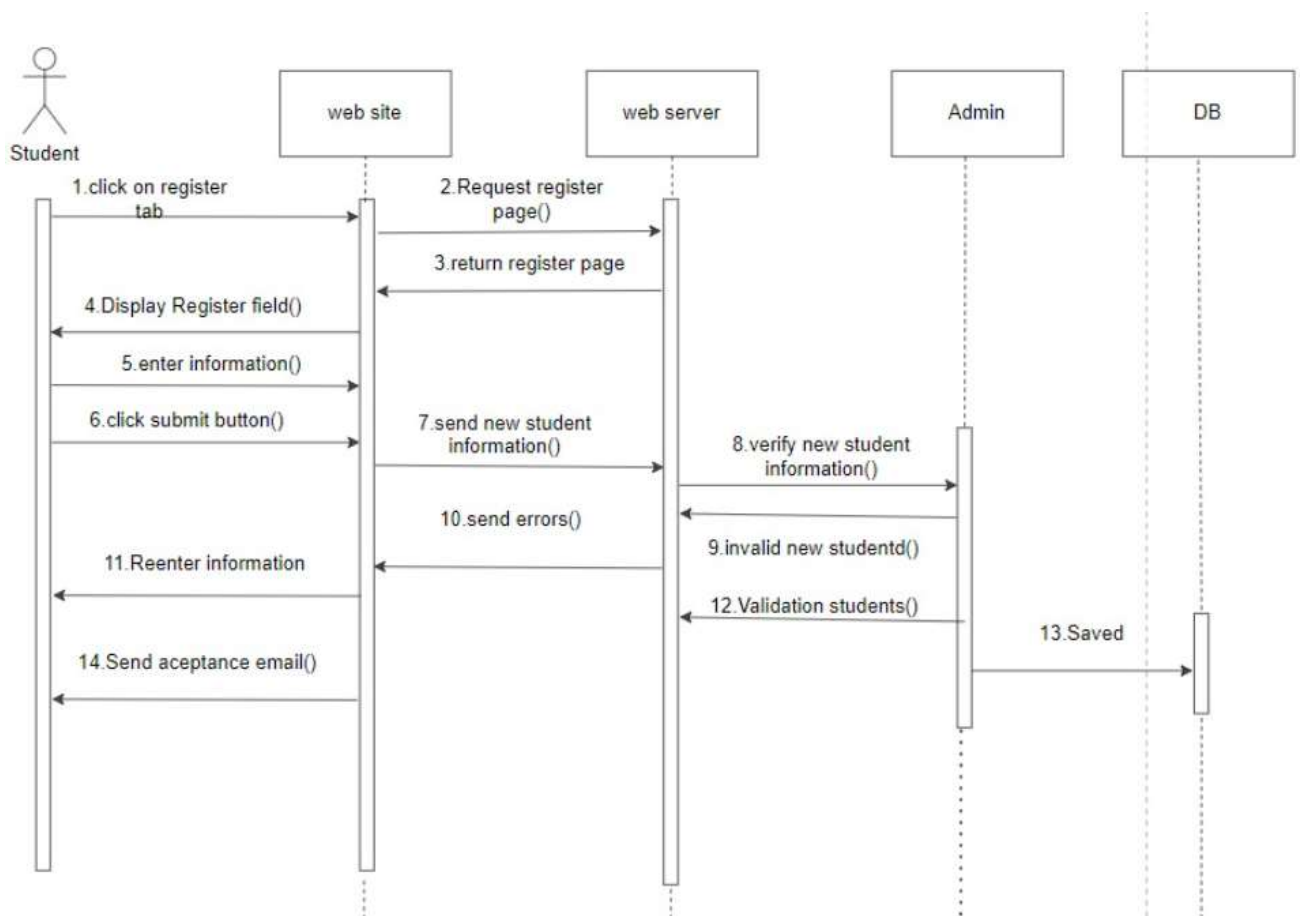 Student
web site
web server
Admin
DB
1.click on register
tab
2.Request register
page()
3.return register page
4.Display Register field()
5.enter information()
6.click submit button()
7.send new student
information()
8.verify new student
information()
10.send errors()
9.invalid new studentd()
11.Reenter information
12.Validation students()
13.Saved
14.Send aceptance email()